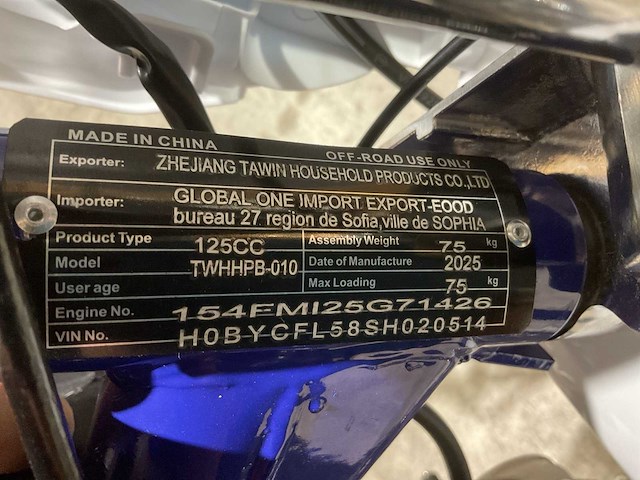 MADE IN CHINA
OFF-ROAD USE ONLY
Exporter: ZHEJIANG TAWIN HOUSEHOLD PRODUCTS CO.,LTD
Importer: GLOBAL ONE IMPORT EXPORT-EOOD
bureau 27 region de Sofia,ville de SOPHIA
Product Type 125CC Assembly Weight 75 kg
Model TWHHPB-010 Date of Manufacture 2025
User age Max Loading 75 kg
Engine No. 154FMI25G71426
VIN No. H0BYCFL58SH020514